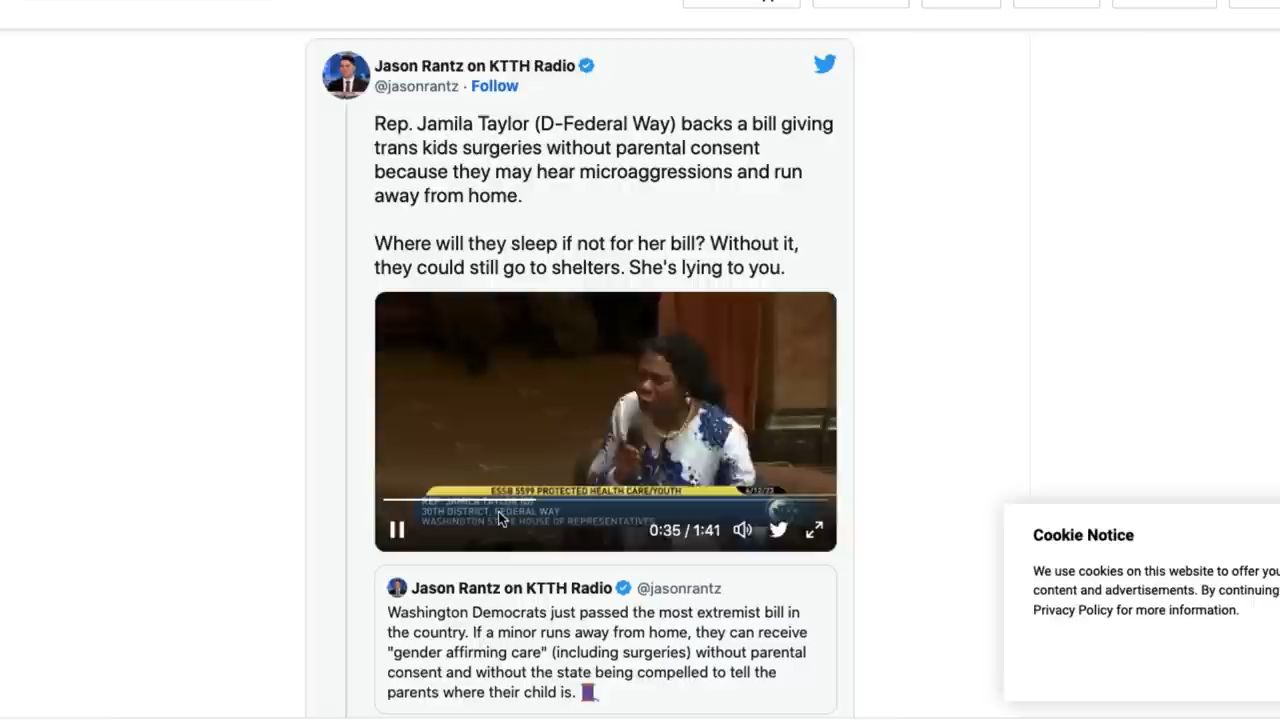 Jason Rantz on KTTH Radio
@jasonrantz · Follow
Rep. Jamila Taylor (D-Federal Way) backs a bill giving
trans kids surgeries without parental consent
because they may hear microaggressions and run
away from home.
Where will they sleep if not for her bill? Without it,
they could still go to shelters. She's lying to you.
ESSB 5599 PROTECTED HEALTH CARE/YOUTH
4/12/23
REP. JAMILA TAYLOR (D)
30TH DISTRICT, FEDERAL WAY
WASHINGTON STATE HOUSE OF REPRESENTATIVES
0:35 / 1:41
Jason Rantz on KTTH Radio @jasonrantz
Washington Democrats just passed the most extremist bill in
the country. If a minor runs away from home, they can receive
"gender affirming care" (including surgeries) without parental
consent and without the state being compelled to tell the
parents where their child is.
Cookie Notice
We use cookies on this website to offer you
content and advertisements. By continuing
Privacy Policy for more information.